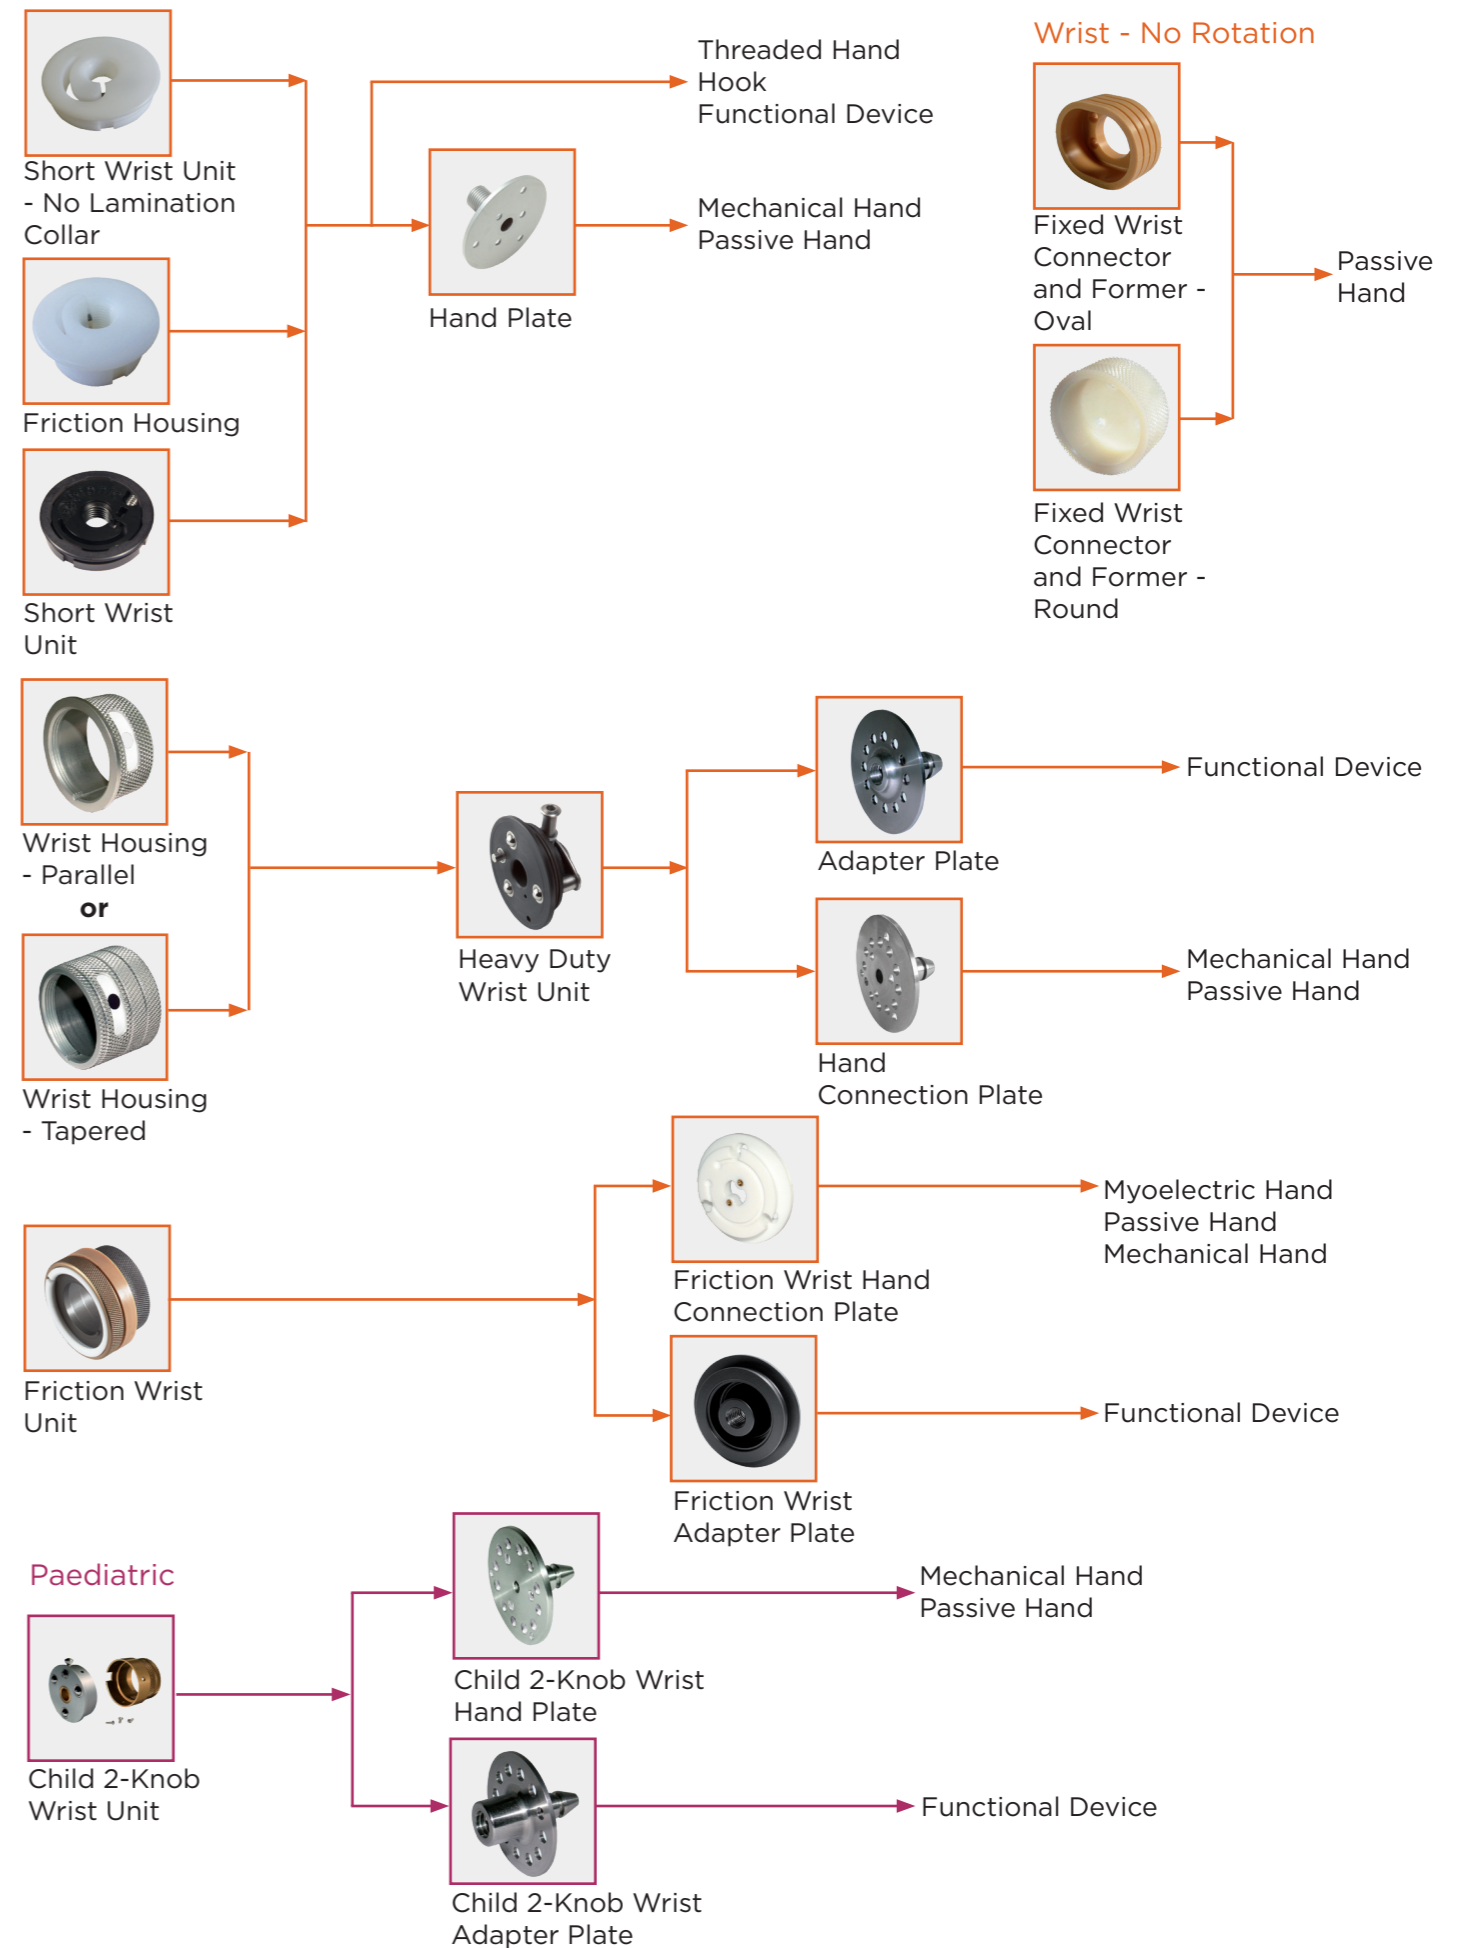 Short Wrist Unit
- No Lamination
Collar
Friction Housing
Short Wrist
Unit
Threaded Hand
Hook
Functional Device
Hand Plate
Mechanical Hand
Passive Hand
Wrist - No Rotation
Fixed Wrist
Connector
and Former -
Oval
Fixed Wrist
Connector
and Former -
Round
Passive
Hand
Wrist Housing
- Parallel
or
Wrist Housing
- Tapered
Heavy Duty
Wrist Unit
Adapter Plate
Functional Device
Hand
Connection Plate
Mechanical Hand
Passive Hand
Friction Wrist
Unit
Friction Wrist Hand
Connection Plate
Myoelectric Hand
Passive Hand
Mechanical Hand
Friction Wrist
Adapter Plate
Functional Device
Paediatric
Child 2-Knob
Wrist Unit
Child 2-Knob Wrist
Hand Plate
Mechanical Hand
Passive Hand
Child 2-Knob Wrist
Adapter Plate
Functional Device